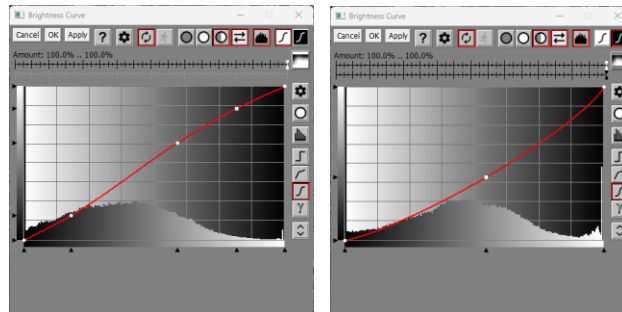 Brightness Curve
Cancel OK Apply ?
Amount: 100.0% .. 100.0%
γ
Brightness Curve
Cancel OK Apply ?
Amount: 100.0% .. 100.0%
γ